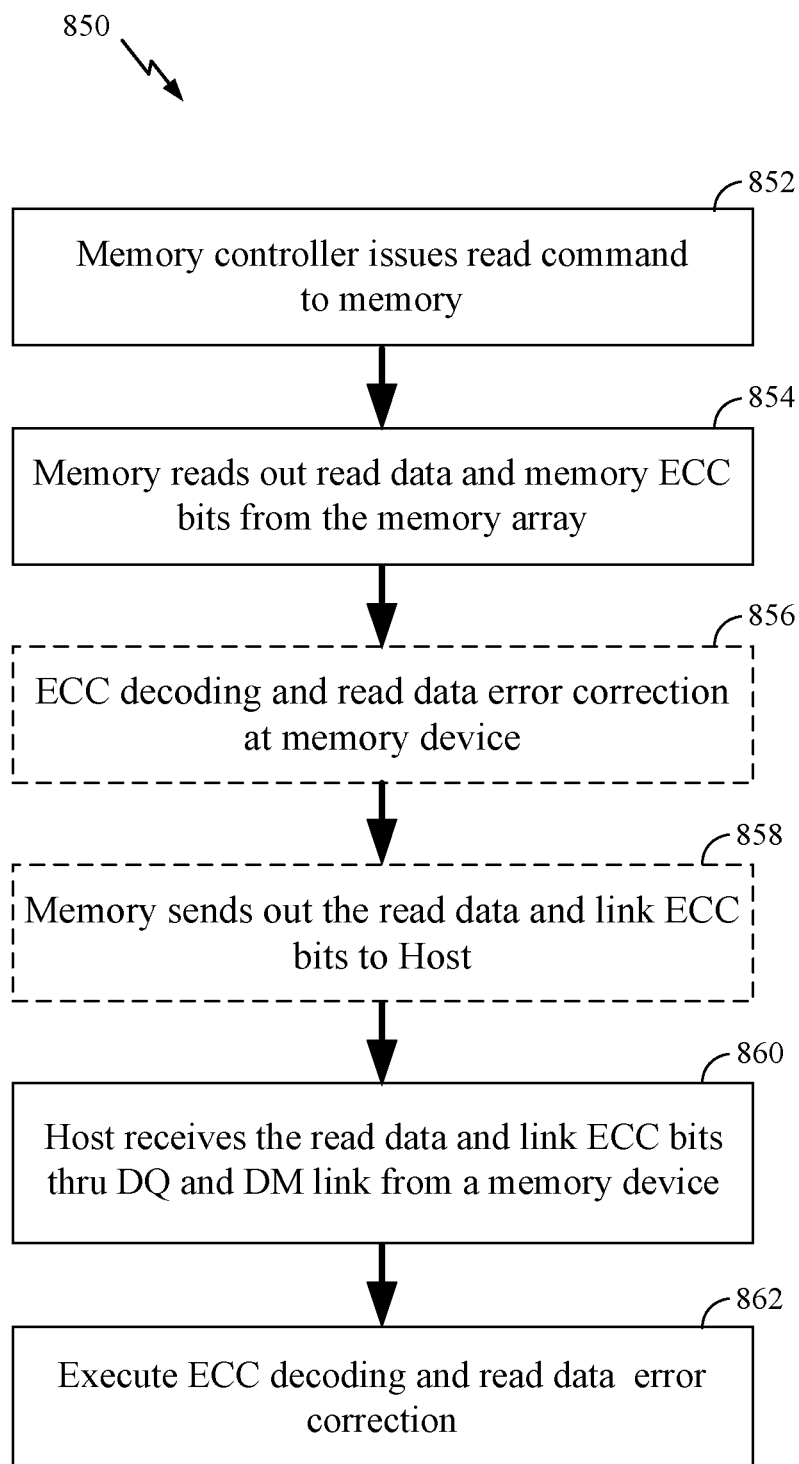 850
852
Memory controller issues read command
to memory
854
Memory reads out read data and memory ECC
bits from the memory array
856
ECC decoding and read data error correction
at memory device
858
Memory sends out the read data and link ECC
bits to Host
860
Host receives the read data and link ECC bits
thru DQ and DM link from a memory device
862
Execute ECC decoding and read data error
correction